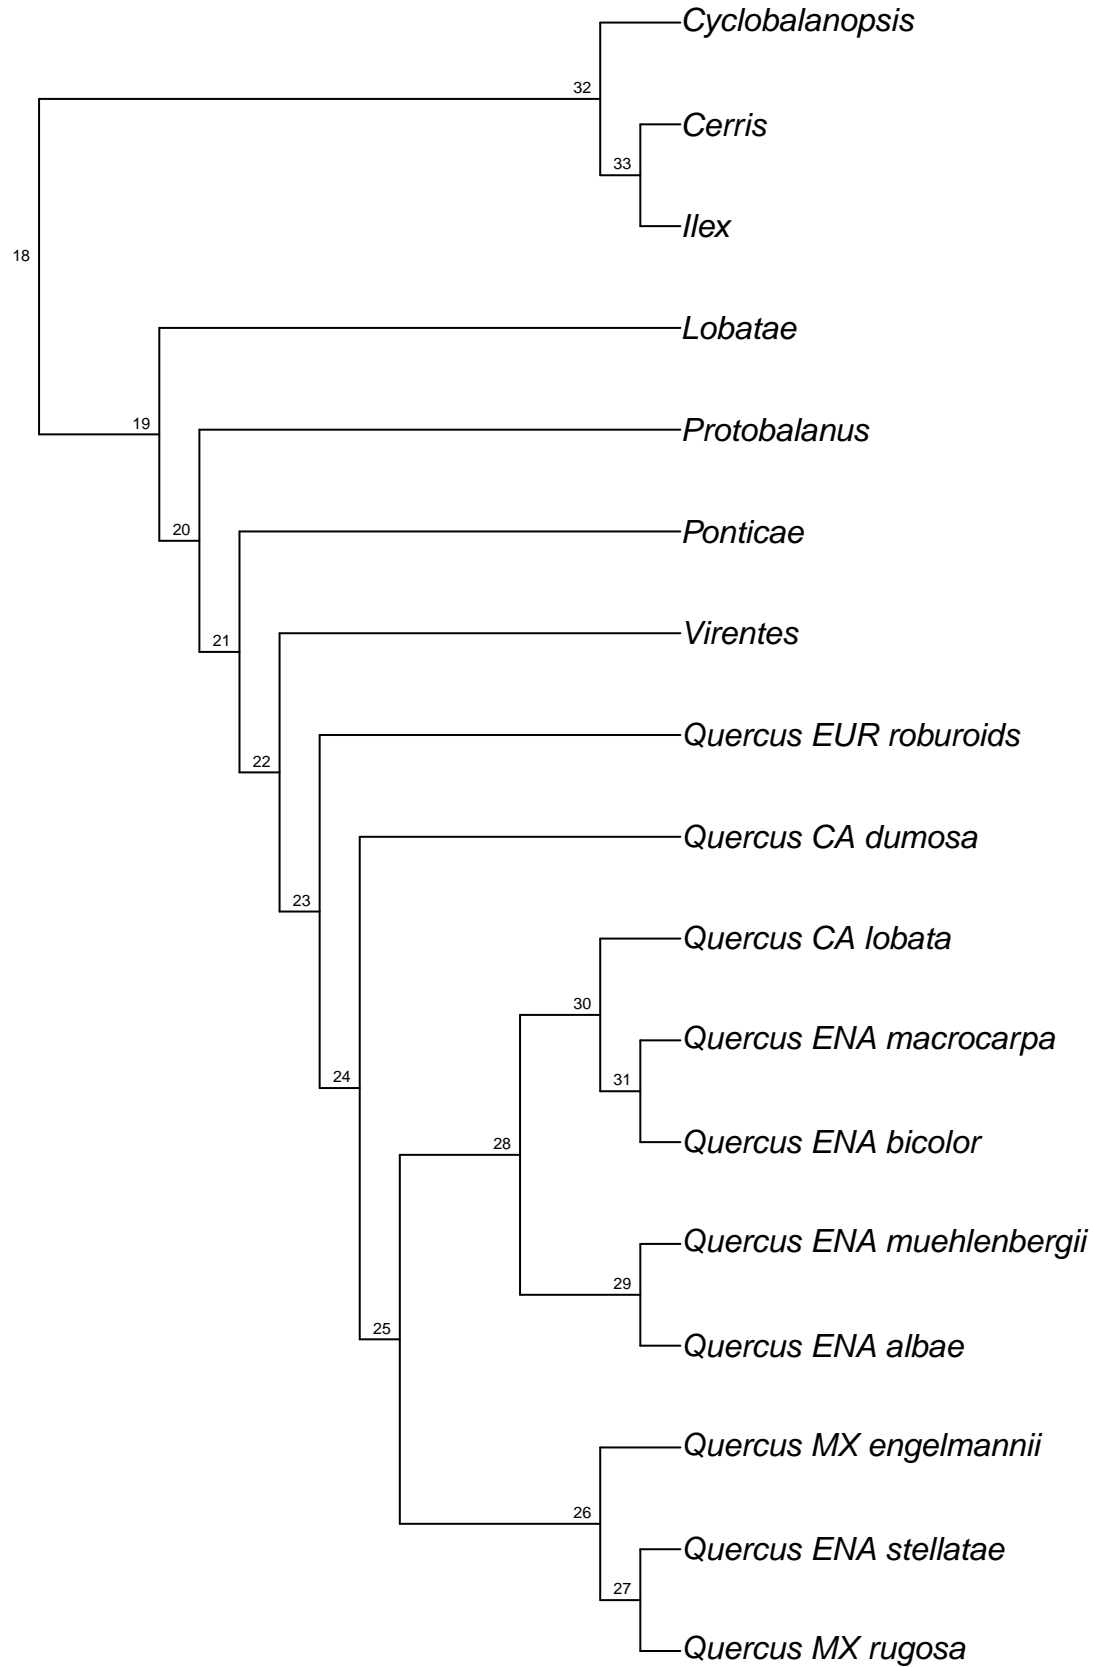 Cyclobalanopsis
32
Cerris
33
Ilex
18
Lobatae
19
Protobalanus
20
Ponticae
21
Virentes
22
Quercus EUR roburoids
23
Quercus CA dumosa
24
Quercus CA lobata
30
Quercus ENA macrocarpa
31
Quercus ENA bicolor
28
Quercus ENA muehlenbergii
29
Quercus ENA albae
25
Quercus MX engelmannii
26
Quercus ENA stellatae
27
Quercus MX rugosa